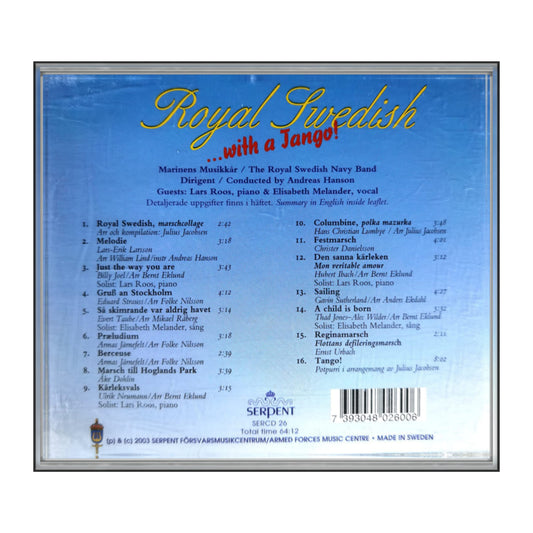 Royal Swedish
...with a Tango!
Marinens Musikkår / The Royal Swedish Navy Band
Dirigent / Conducted by Andreas Hanson
Guests: Lars Roos, piano & Elisabeth Melander, vocal
Detaljerade uppgifter finns i häftet. Summary in English inside leaflet.
1. Royal Swedish, marschcollage 2:42
Arr och kompilation: Julius Jacobsen
2. Melodie 3:18
Lars-Erik Larsson
Arr William Lind/instr Andreas Hanson
3. Just the way you are 3:43
Billy Joel/Arr Bernt Eklund
Solist: Lars Roos, piano
4. Gruß an Stockholm 4:12
Eduard Strauss/Arr Folke Nilsson
5. Så skimrande var aldrig havet 5:14
Evert Taube/Arr Mikael Råberg
Solist: Elisabeth Melander, sång
6. Præludium 3:18
Armas Järnefelt/Arr Folke Nilsson
7. Berceuse 2:39
Armas Järnefelt/Arr Folke Nilsson
8. Marsch till Hoglands Park 3:39
Åke Dohlin
9. Kärleksvals 3:15
Ulrik Neumann/Arr Bernt Eklund
Solist: Lars Roos, piano
10. Columbine, polka mazurka 3:48
Hans Christian Lumbye / Arr Julius Jacobsen
11. Festmarsch 4:01
Christer Danielsson
12. Den sanna kärleken 3:12
Mon veritable amour
Hubert Ibach/Arr Bernt Eklund
Solist: Lars Roos, piano
13. Sailing 4:27
Gavin Sutherland/Arr Anders Ekdahl
14. A child is born 3:32
Thad Jones-Alec Wilder/Arr Bernt Eklund
Solist: Elisabeth Melander, sång
15. Reginamarsch 2:11
Flottans defileringsmarsch
Ernst Urbach
16. Tango! 8:02
Potpurri i arrangemang av Julius Jacobsen
SERPENT
SERCD 26
Total time 64:12
7 393048 026006
(p) & (c) 2003 SERPENT FÖRSVARSMUSIKCENTRUM/ARMED FORCES MUSIC CENTRE • MADE IN SWEDEN